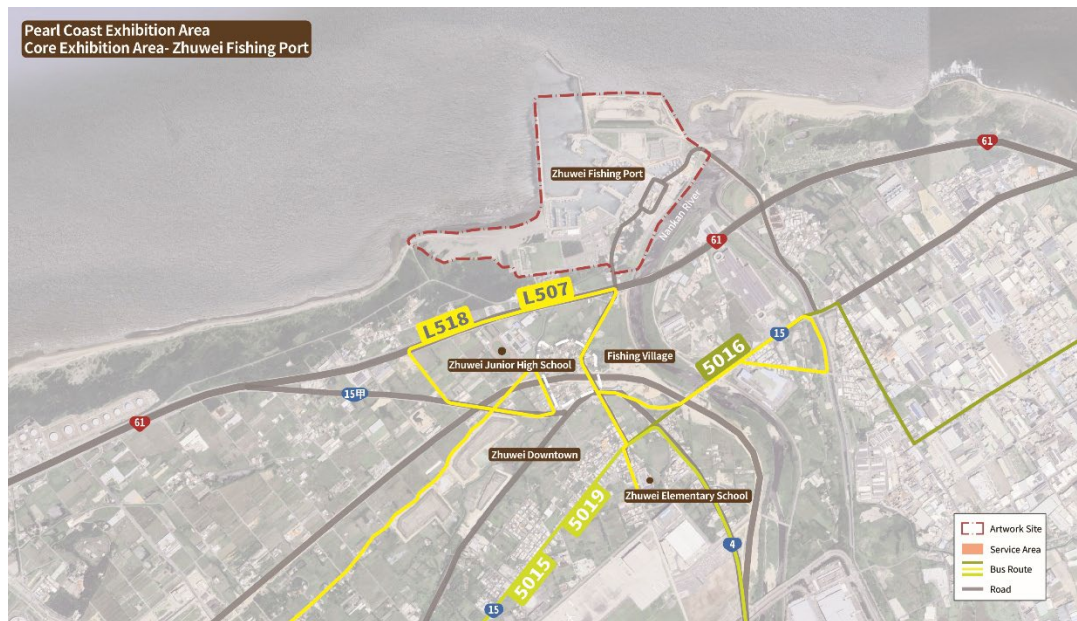 Pearl Coast Exhibition Area
Core Exhibition Area- Zhuwei Fishing Port
61
Zhuwei Fishing Port
Nankan River
61
L507
L518
15
Fishing Village
5016
Zhuwei Junior High School
15甲
61
Zhuwei Downtown
5019
Zhuwei Elementary School
4
5015
15
Artwork Site
Service Area
Bus Route
Road